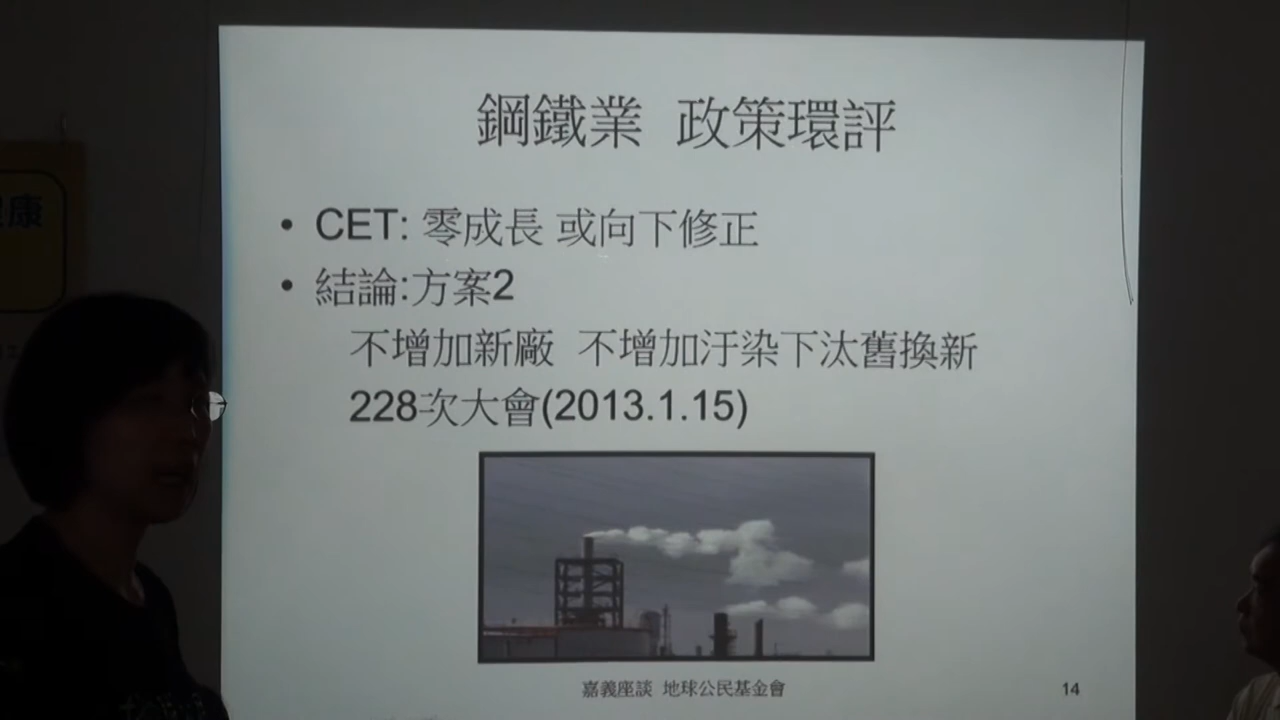 鋼鐵業 政策環評
• CET: 零成長 或向下修正
• 結論:方案2
不增加新廠 不增加汙染下汰舊換新
228次大會(2013.1.15)
嘉義座談 地球公民基金會
14
康